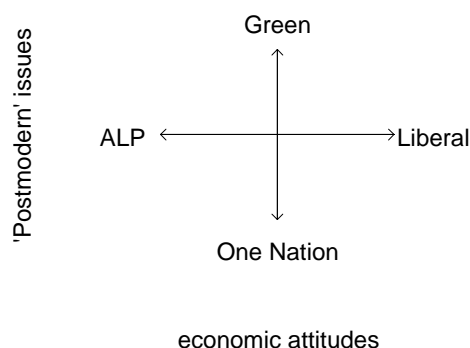 Green
'Postmodern' issues
ALP
Liberal
One Nation
economic attitudes